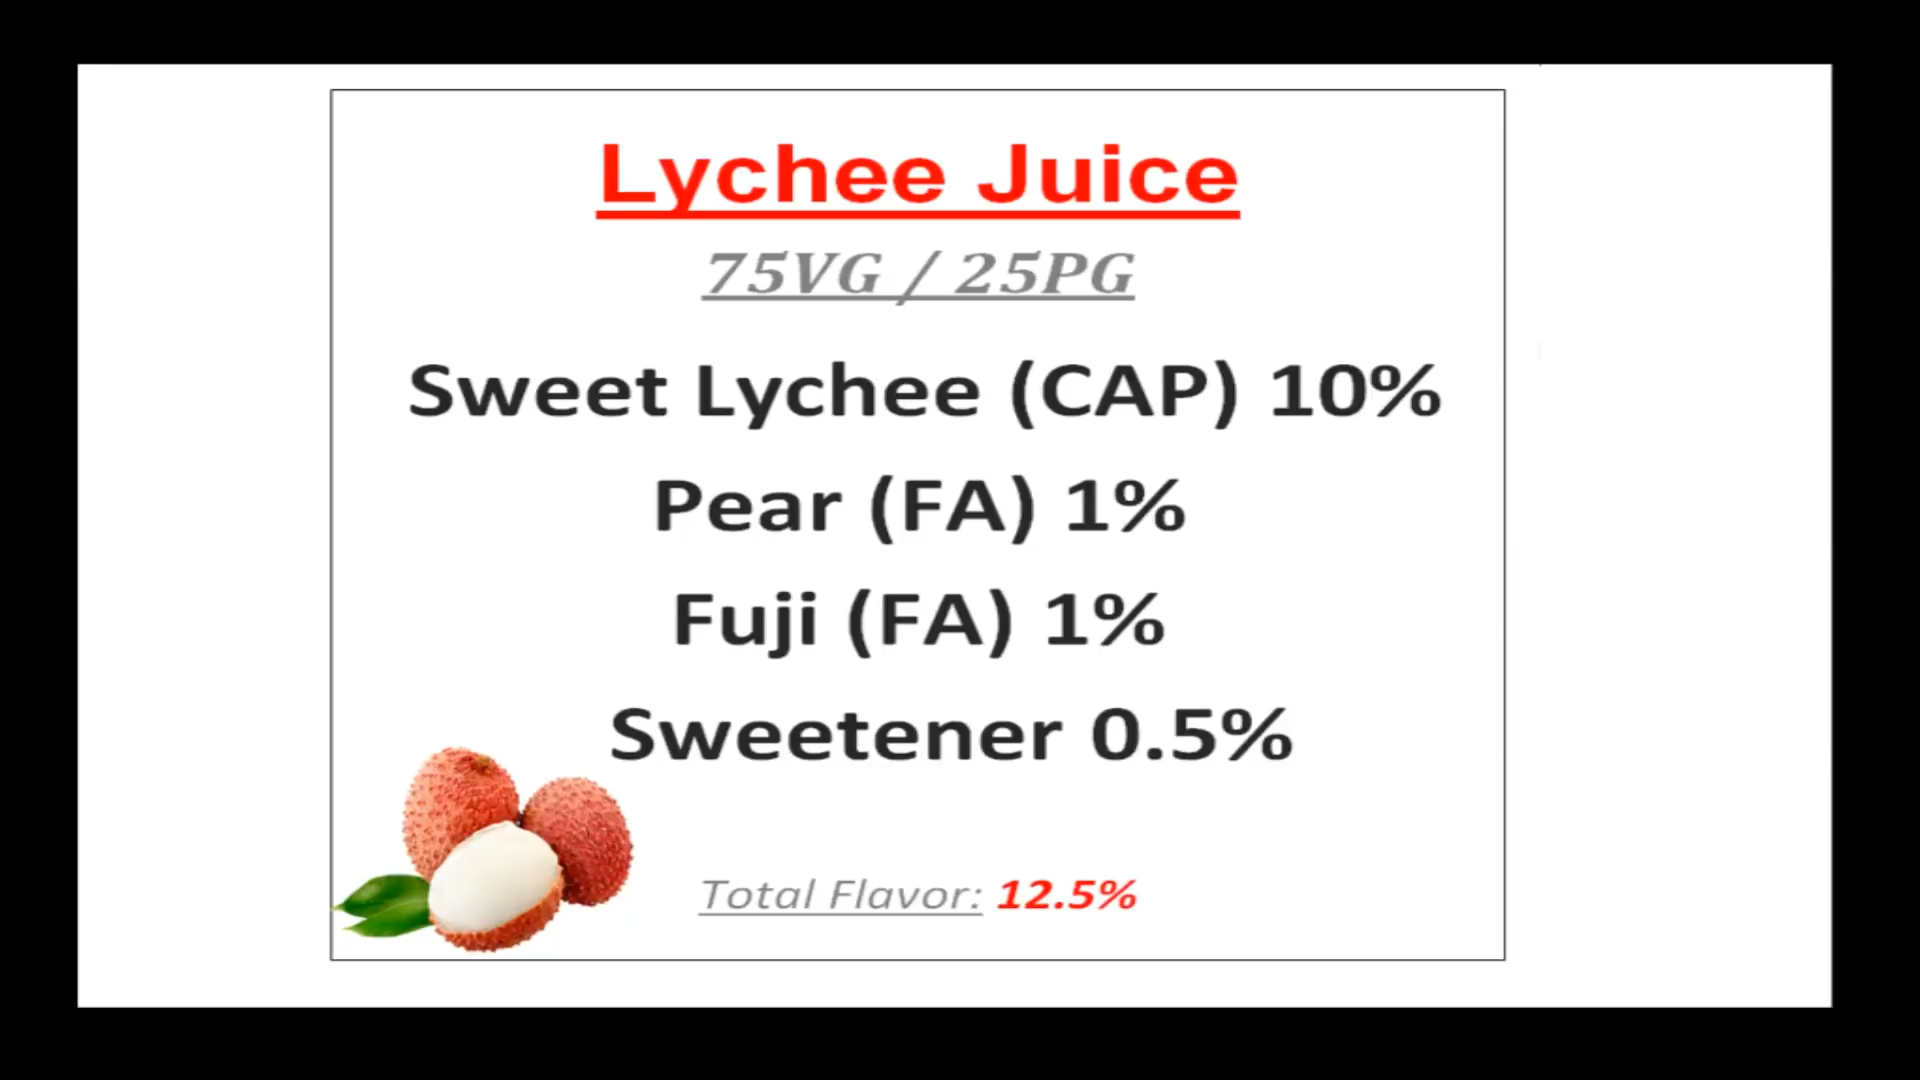 Lychee Juice
75VG / 25PG
Sweet Lychee (CAP) 10%
Pear (FA) 1%
Fuji (FA) 1%
Sweetener 0.5%
Total Flavor: 12.5%